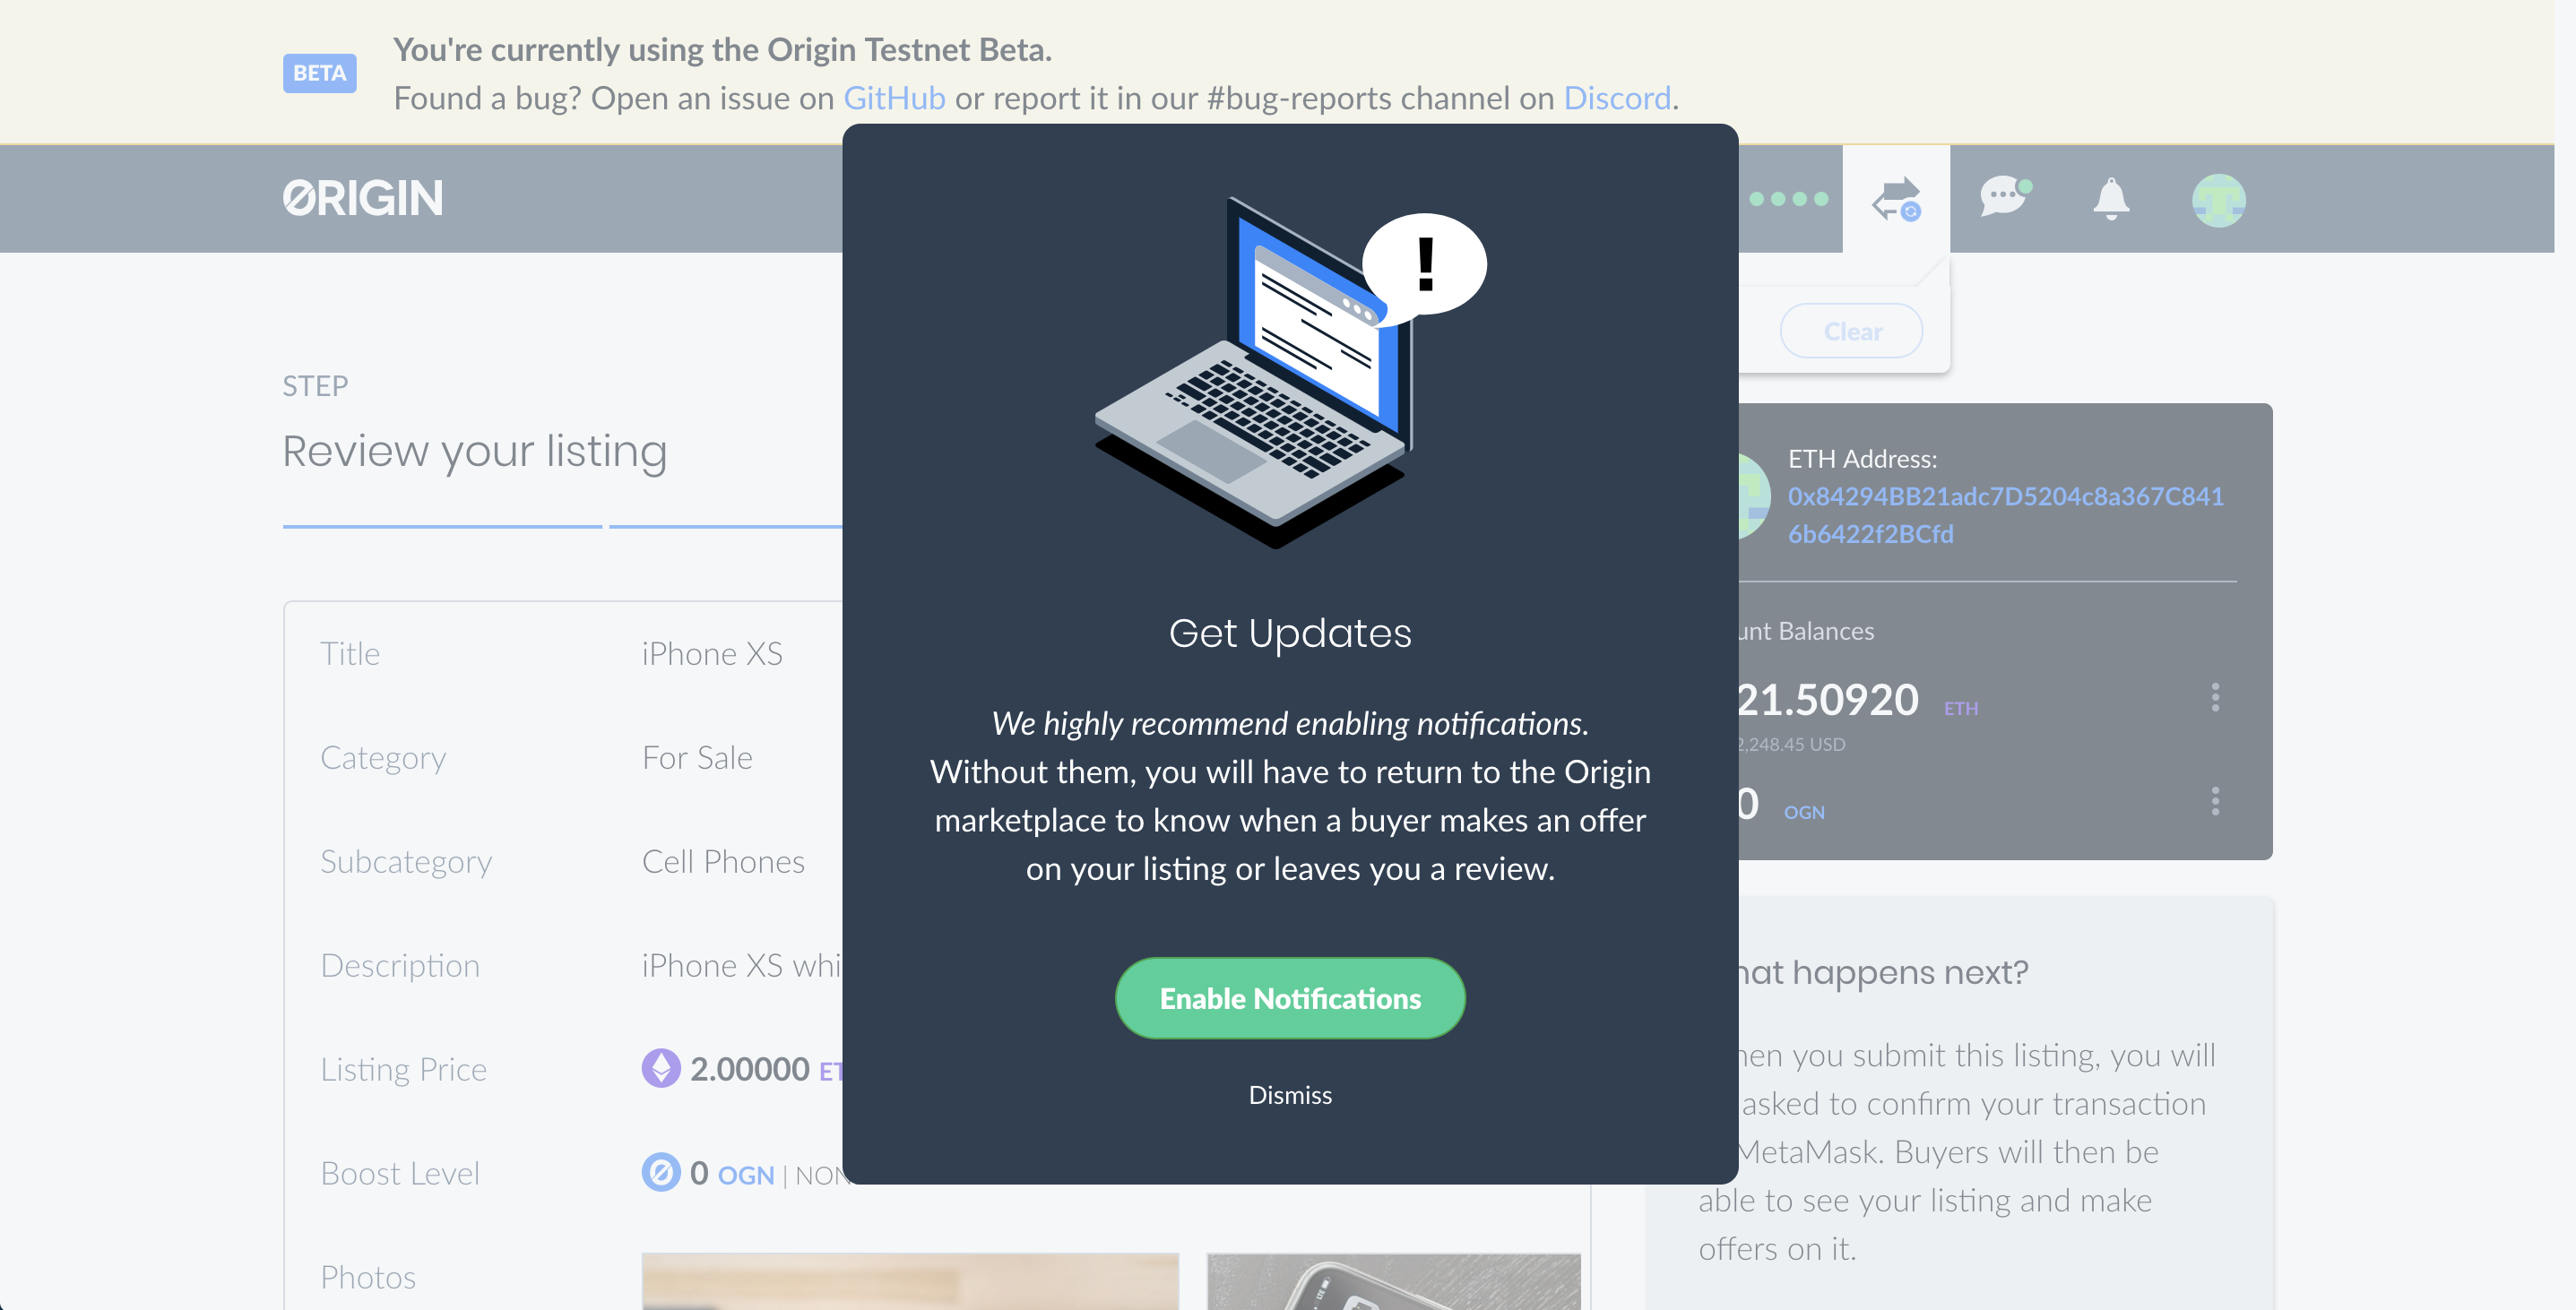 BETA
You're currently using the Origin Testnet Beta.
Found a bug? Open an issue on GitHub or report it in our #bug-reports channel on Discord.
ORIGIN
Clear
STEP
Review your listing
ETH Address:
0x84294BB21adc7D5204c8a367C841
6b6422f2BCfd
Balances
21.50920 ETH
2,248.45 USD
0 OGN
Title iPhone XS
Category For Sale
Subcategory Cell Phones
Description iPhone XS
Listing Price 2.00000
Boost Level 0 OGN |
Photos
!
Get Updates
We highly recommend enabling notifications.
Without them, you will have to return to the Origin
marketplace to know when a buyer makes an offer
on your listing or leaves you a review.
Enable Notifications
Dismiss
happens next?
you submit this listing, you will
asked to confirm your transaction
MetaMask. Buyers will then be
able to see your listing and make
offers on it.